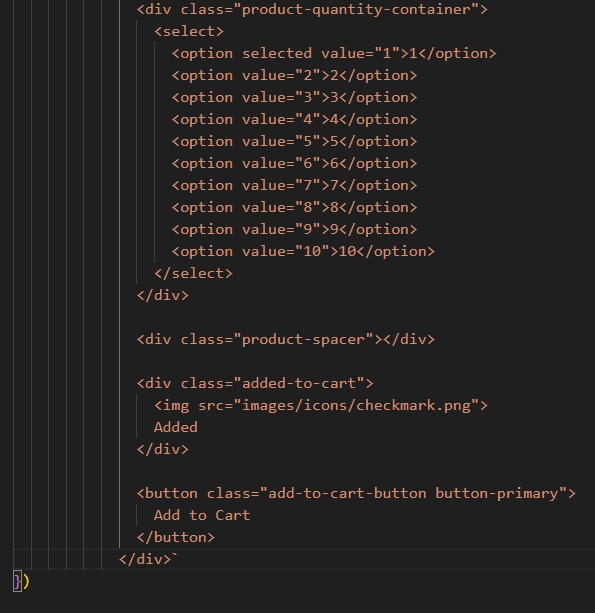 <div class="product-quantity-container">
<select>
<option selected value="1">1</option>
<option value="2">2</option>
<option value="3">3</option>
<option value="4">4</option>
<option value="5">5</option>
<option value="6">6</option>
<option value="7">7</option>
<option value="8">8</option>
<option value="9">9</option>
<option value="10">10</option>
</select>
</div>
<div class="product-spacer"></div>
<div class="added-to-cart">
<img src="images/icons/checkmark.png">
Added
</div>
<button class="add-to-cart-button button-primary">
Add to Cart
</button>
</div>`
})